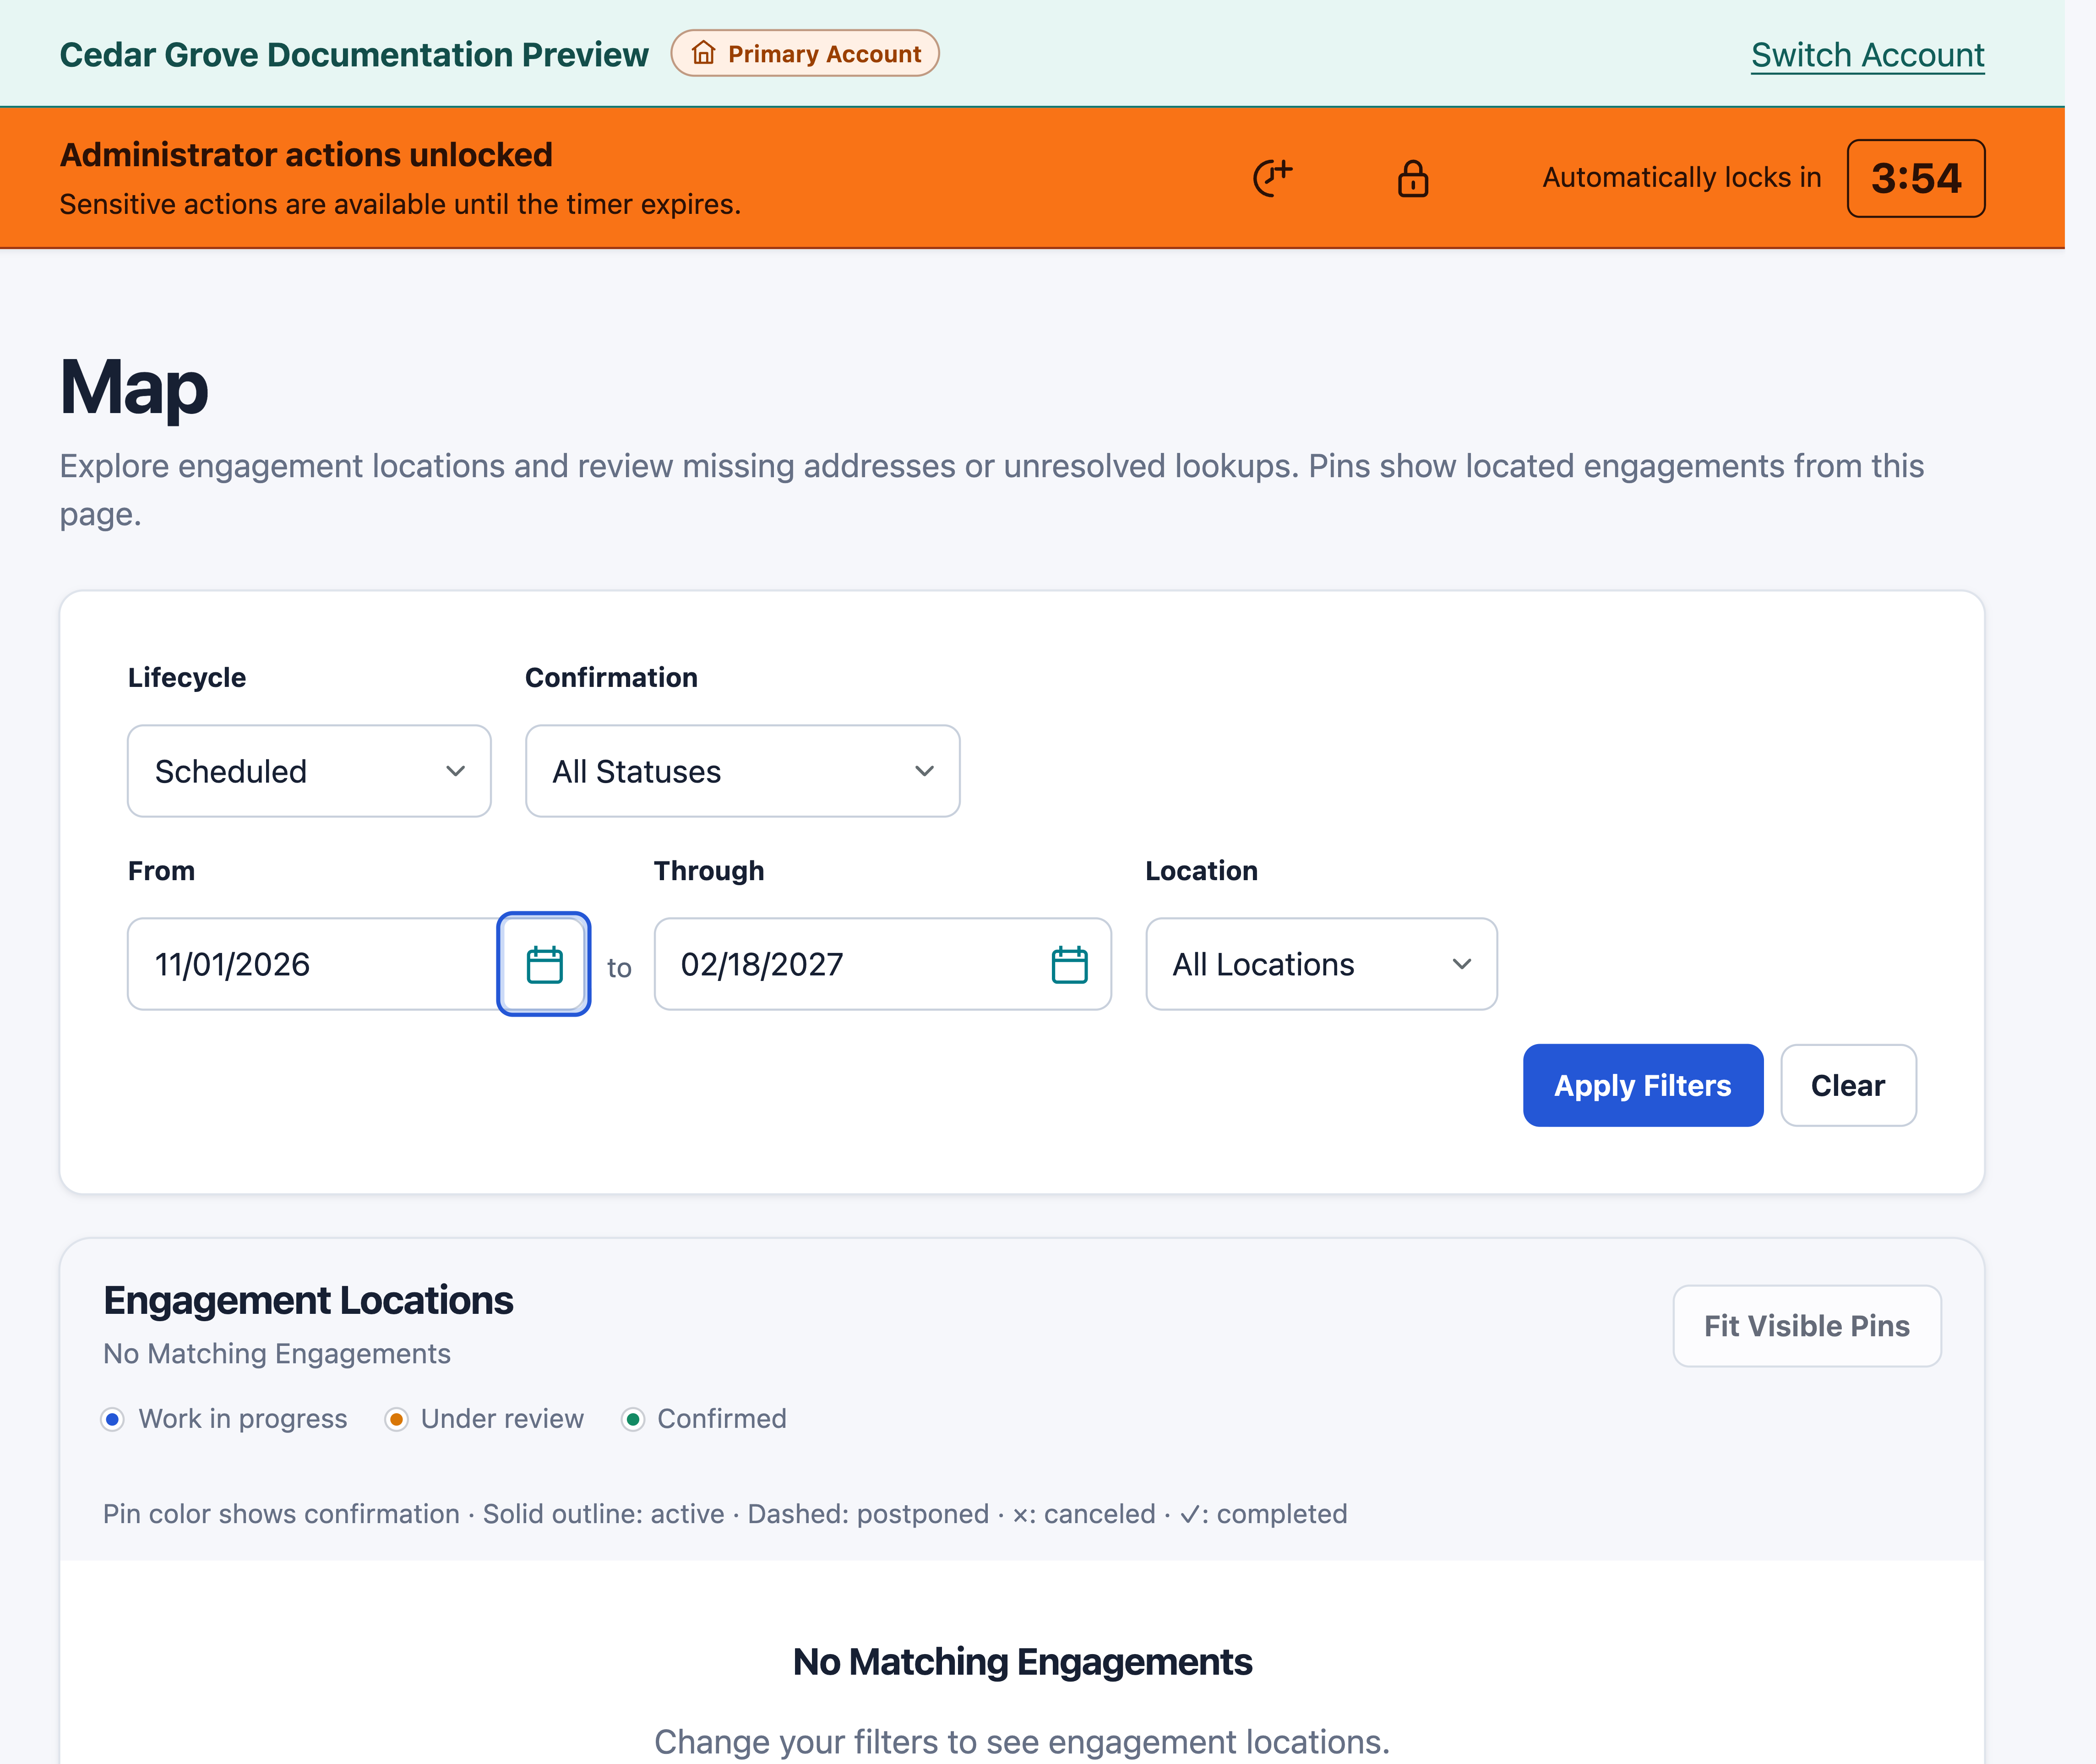 Cedar Grove Documentation Preview
Primary Account
Switch Account
Administrator actions unlocked
Sensitive actions are available until the timer expires.
Automatically locks in
3:54
Map
Explore engagement locations and review missing addresses or unresolved lookups. Pins show located engagements from this
page.
Lifecycle
Confirmation
Scheduled
All Statuses
From
Through
Location
11/01/2026
to
02/18/2027
All Locations
Apply Filters
Clear
Engagement Locations
Fit Visible Pins
No Matching Engagements
Work in progress
Under review
Confirmed
Pin color shows confirmation · Solid outline: active · Dashed: postponed · ×: canceled · ✓: completed
No Matching Engagements
Change your filters to see engagement locations.